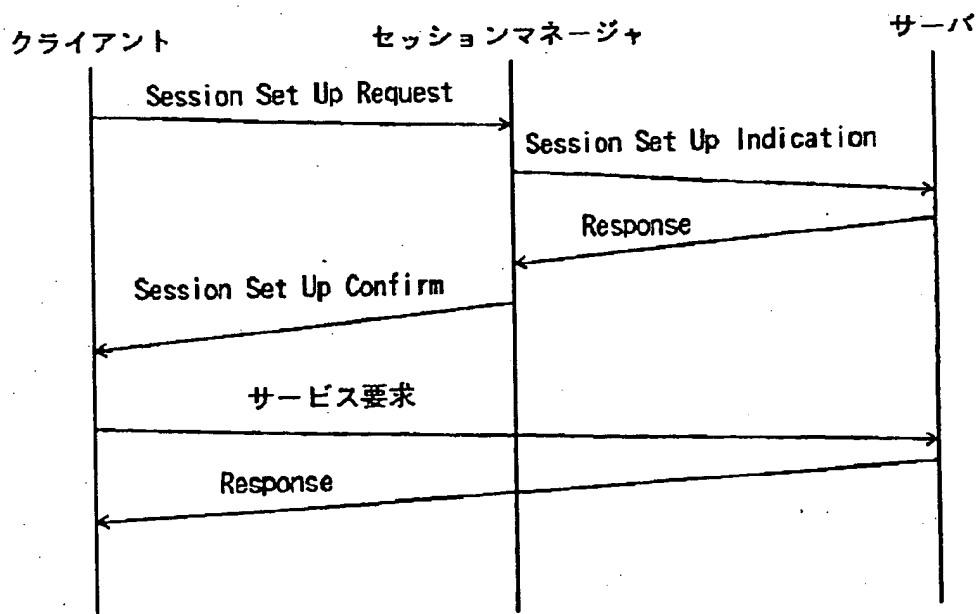 クライアント
セッションマネージャ
サーバ
Session Set Up Request
Session Set Up Indication
Response
Session Set Up Confirm
サービス要求
Response